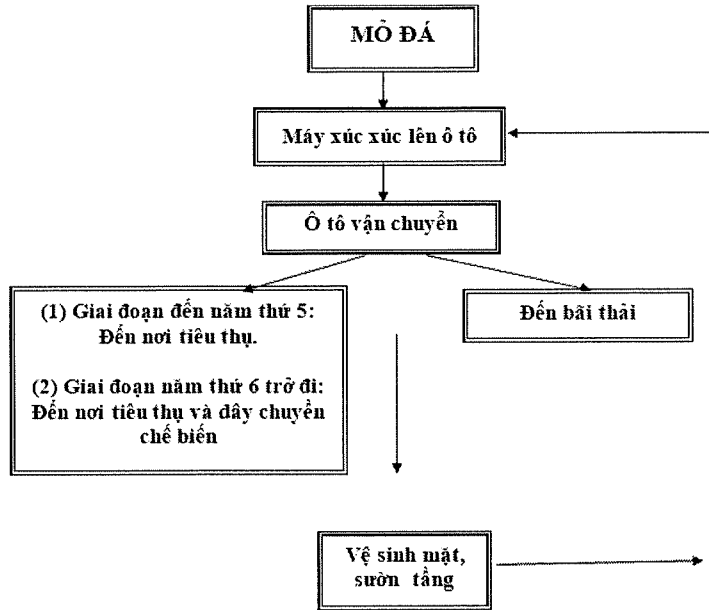 MỎ ĐÁ
Máy xúc xúc lên ô tô
Ô tô vận chuyển
(1) Giai đoạn đến năm thứ 5:
Đến nơi tiêu thụ.
(2) Giai đoạn năm thứ 6 trở đi:
Đến nơi tiêu thụ và dây chuyền
chế biến
Đến bãi thải
Vệ sinh mặt,
sườn tầng